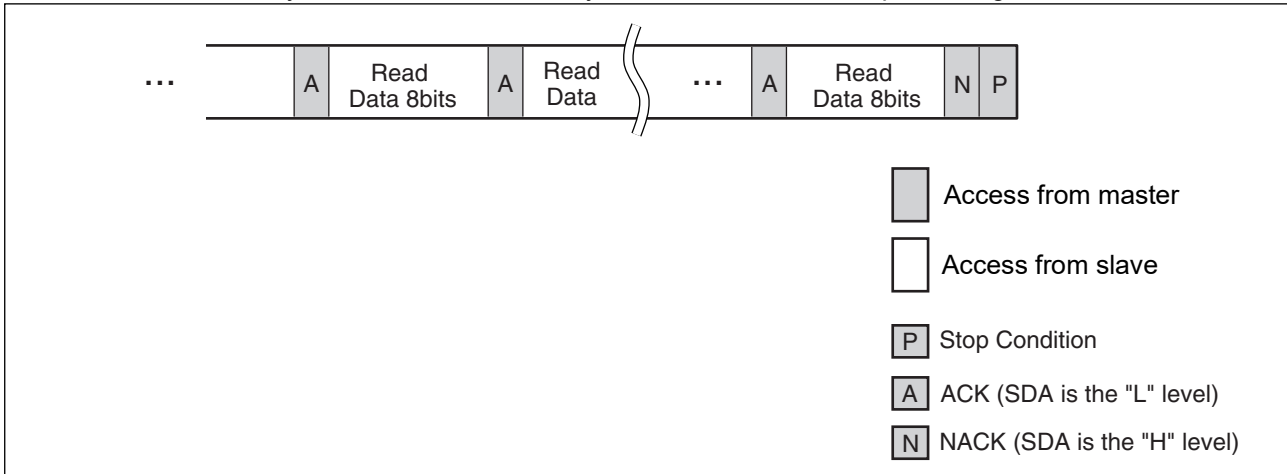 ... A Read Data 8bits A Read Data ... A Read Data 8bits N P
Access from master
Access from slave
P Stop Condition
A ACK (SDA is the "L" level)
N NACK (SDA is the "H" level)